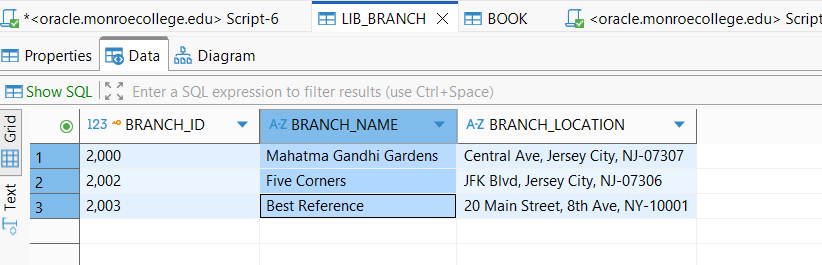 *<oracle.monroecollege.edu> Script-6 LIB_BRANCH BOOK <oracle.monroecollege.edu> Script
Properties Data Diagram
Show SQL Enter a SQL expression to filter results (use Ctrl+Space)
Grid
Text
123 BRANCH_ID A-Z BRANCH_NAME A-Z BRANCH_LOCATION
1 2,000 Mahatma Gandhi Gardens Central Ave, Jersey City, NJ-07307
2 2,002 Five Corners JFK Blvd, Jersey City, NJ-07306
3 2,003 Best Reference 20 Main Street, 8th Ave, NY-10001